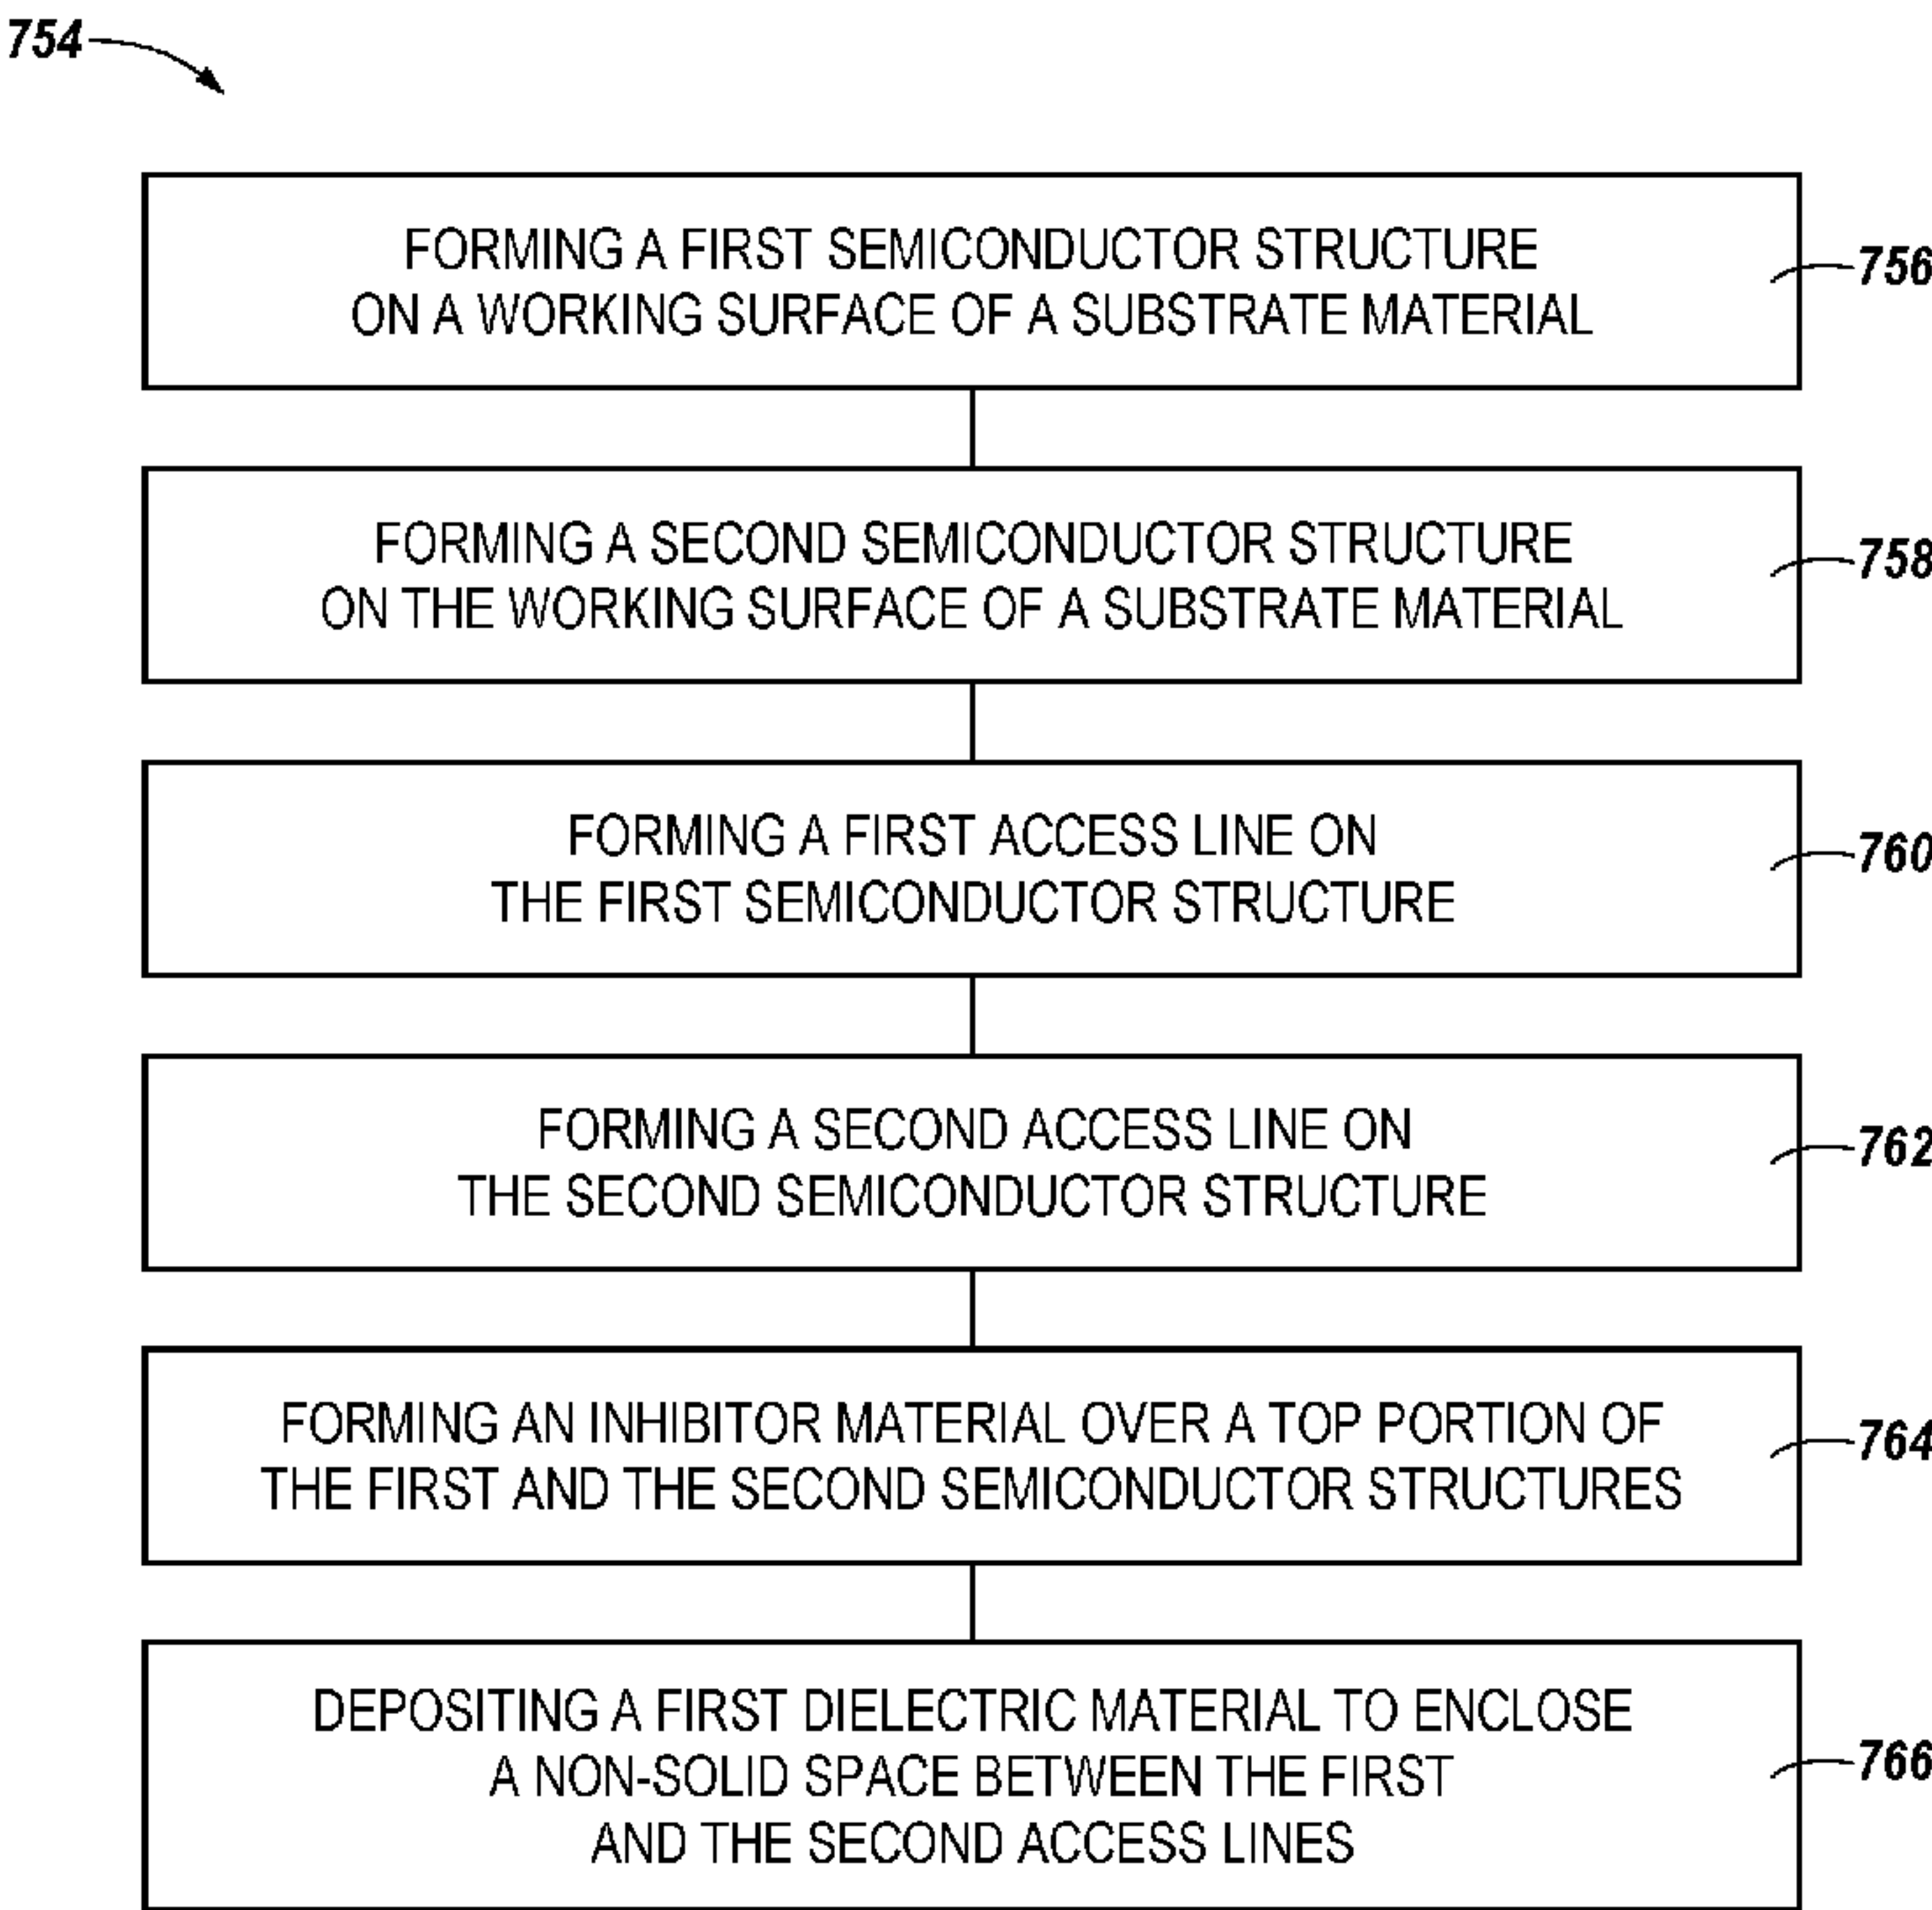 754
FORMING A FIRST SEMICONDUCTOR STRUCTURE
ON A WORKING SURFACE OF A SUBSTRATE MATERIAL
756
FORMING A SECOND SEMICONDUCTOR STRUCTURE
ON THE WORKING SURFACE OF A SUBSTRATE MATERIAL
758
FORMING A FIRST ACCESS LINE ON
THE FIRST SEMICONDUCTOR STRUCTURE
760
FORMING A SECOND ACCESS LINE ON
THE SECOND SEMICONDUCTOR STRUCTURE
762
FORMING AN INHIBITOR MATERIAL OVER A TOP PORTION OF
THE FIRST AND THE SECOND SEMICONDUCTOR STRUCTURES
764
DEPOSITING A FIRST DIELECTRIC MATERIAL TO ENCLOSE
A NON-SOLID SPACE BETWEEN THE FIRST
AND THE SECOND ACCESS LINES
766